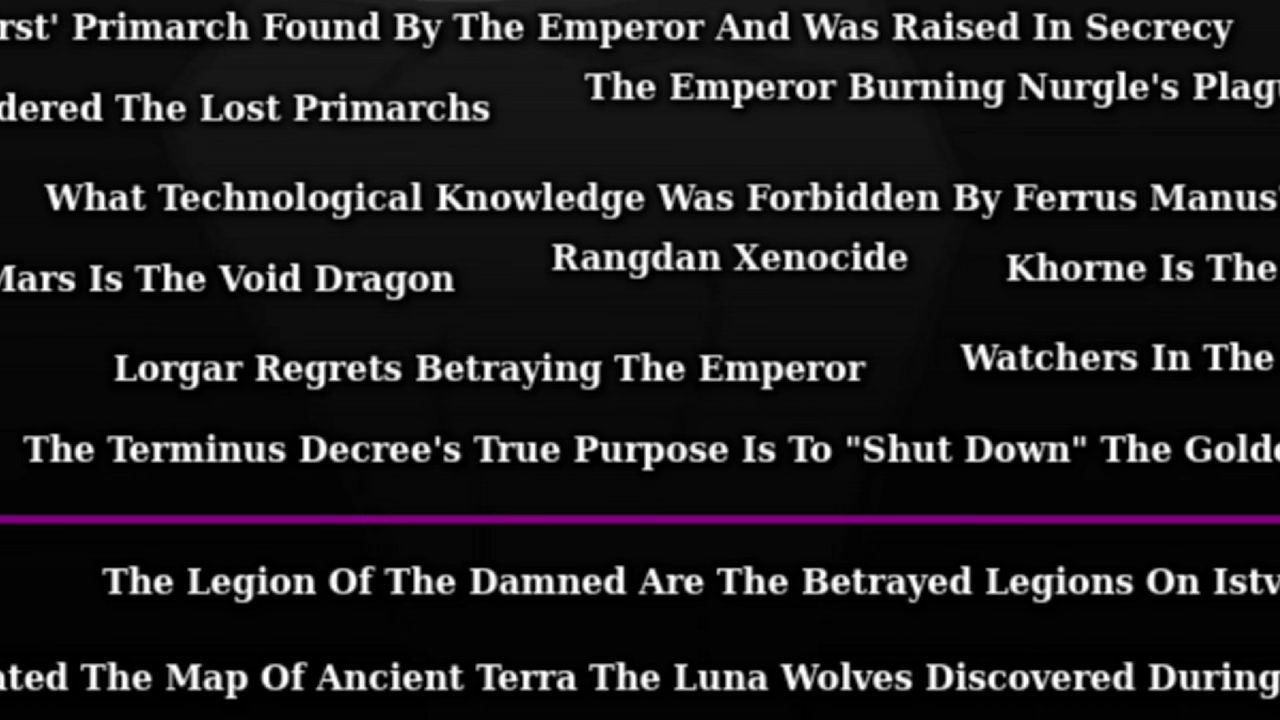 rst' Primarch Found By The Emperor And Was Raised In Secrecy
The Emperor Burning Nurgle's Plag
dered The Lost Primarchs
What Technological Knowledge Was Forbidden By Ferrus Manus
Rangdan Xenocide
Mars Is The Void Dragon
Khorne Is The
Lorgar Regrets Betraying The Emperor
Watchers In The
The Terminus Decree's True Purpose Is To "Shut Down" The Golde
The Legion Of The Damned Are The Betrayed Legions On Istv
ated The Map Of Ancient Terra The Luna Wolves Discovered During